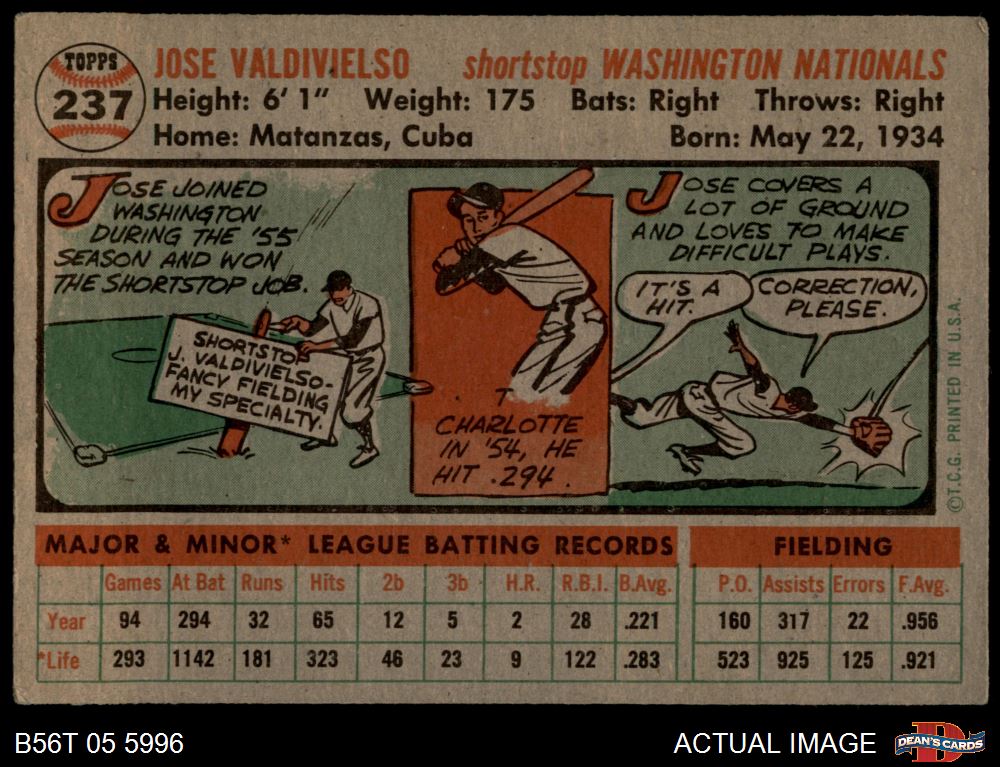 TOPPS
237
JOSE VALDIVIELSO shortstop WASHINGTON NATIONALS
Height: 6' 1" Weight: 175 Bats: Right Throws: Right
Home: Matanzas, Cuba Born: May 22, 1934
JOSE JOINED
WASHINGTON
DURING THE '55
SEASON AND WON
THE SHORTSTOP JOB.
SHORTSTOP
J. VALDIVIELSO-
FANCY FIELDING
MY SPECIALTY.
CHARLOTTE
IN '54, HE
HIT .294.
JOSE COVERS A
LOT OF GROUND
AND LOVES TO MAKE
DIFFICULT PLAYS.
IT'S A
HIT.
CORRECTION,
PLEASE.
©T.C.G. PRINTED IN U.S.A.
MAJOR & MINOR* LEAGUE BATTING RECORDS FIELDING
Games At Bat Runs Hits 2b 3b H.R. R.B.I. B.Avg. P.O. Assists Errors F.Avg.
Year 94 294 32 65 12 5 2 28 .221 160 317 22 .956
*Life 293 1142 181 323 46 23 9 122 .283 523 925 125 .921
B56T 05 5996 ACTUAL IMAGE DEAN'S CARDS